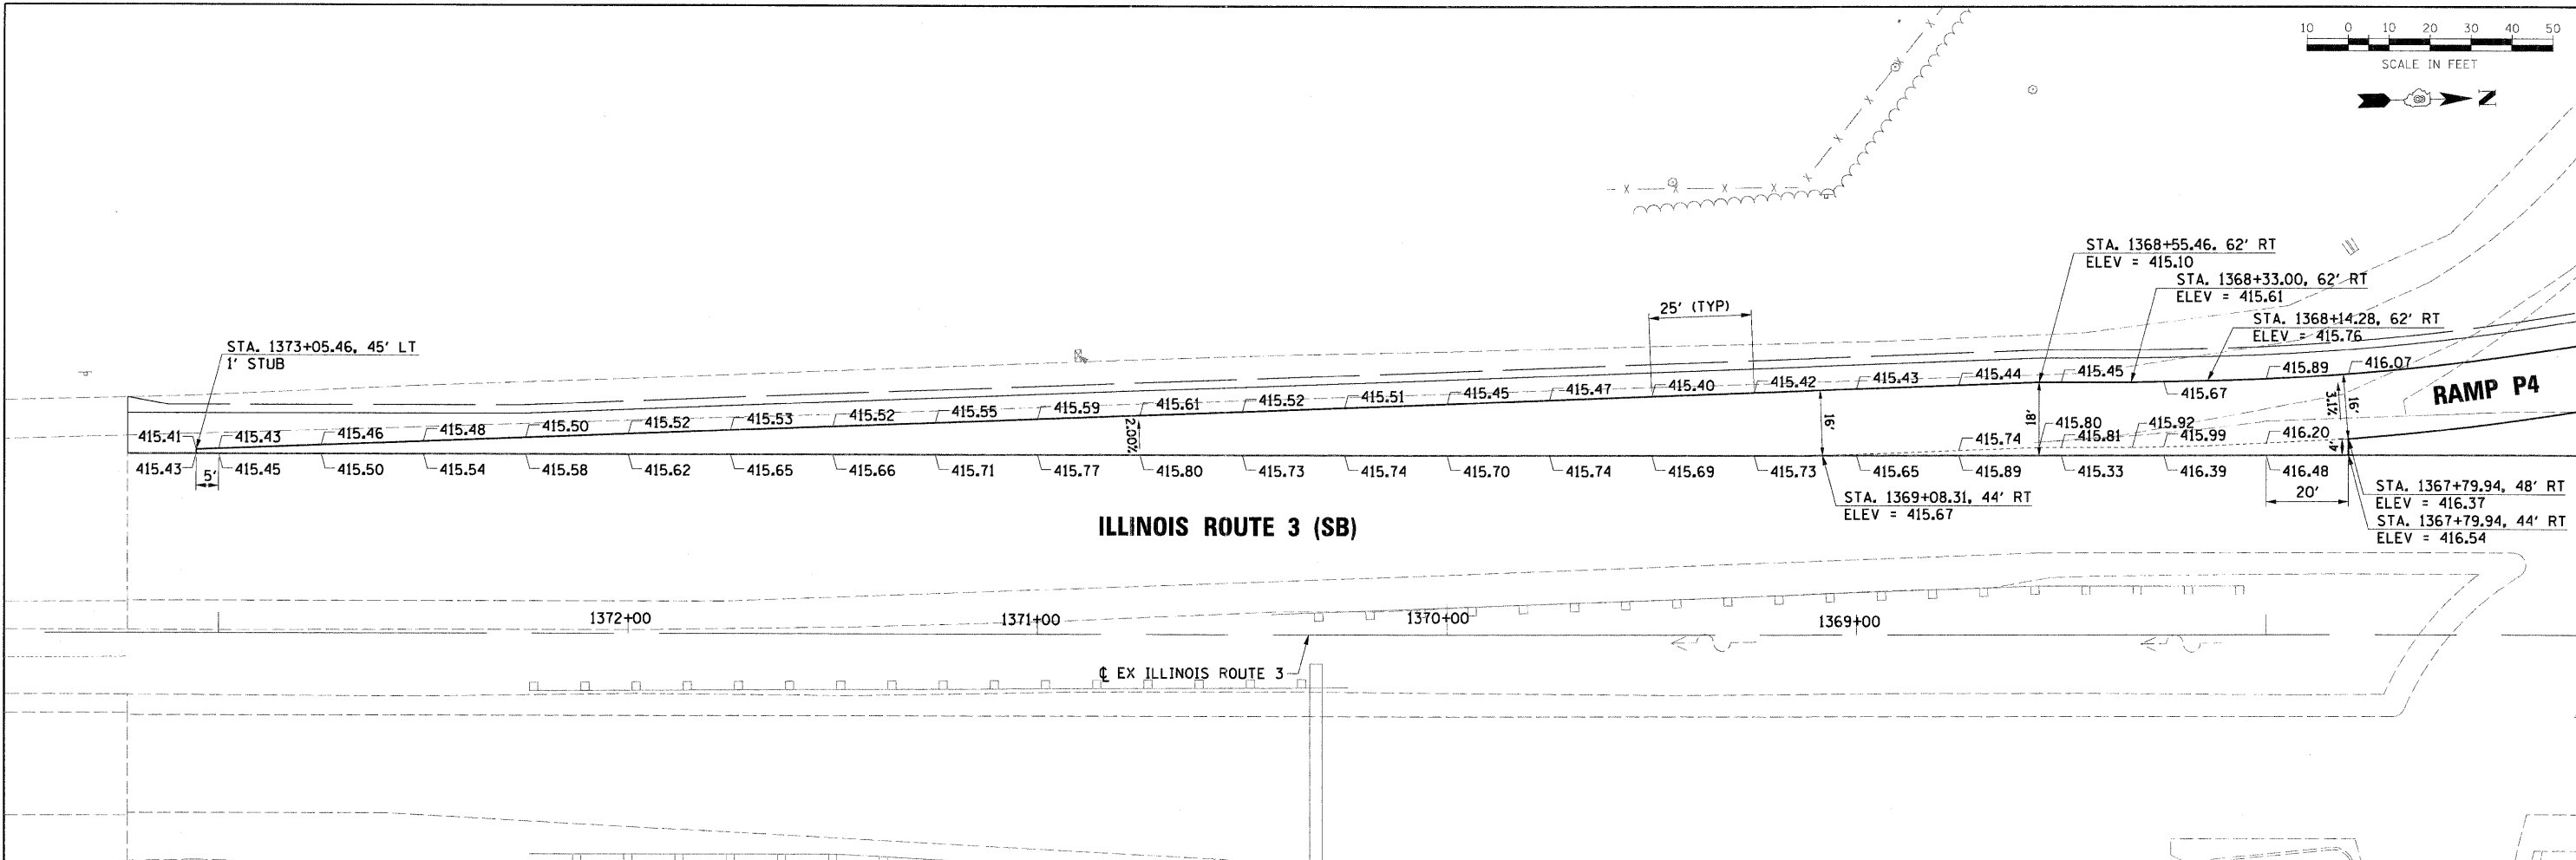 10 0 10 20 30 40 50
SCALE IN FEET
N
STA. 1368+55.46. 62' RT
ELEV = 415.10
STA. 1368+33.00, 62' RT
ELEV = 415.61
STA. 1368+14.28, 62' RT
ELEV = 415.76
25' (TYP)
STA. 1373+05.46, 45' LT
1' STUB
415.41 415.43 415.46 415.48 415.50 415.52 415.53 415.52 415.55 415.59 415.61 415.52 415.51 415.45 415.47 415.40 415.42 415.43 415.44 415.45 415.67 415.89 416.07
RAMP P4
2.00%
16'
18'
3.1%
16'
4'
415.74 415.80 415.81 415.92 415.99 416.20
415.43 415.45 415.50 415.54 415.58 415.62 415.65 415.66 415.71 415.77 415.80 415.73 415.74 415.70 415.74 415.69 415.73 415.65 415.89 415.33 416.39 416.48
5'
20'
STA. 1369+08.31, 44' RT
ELEV = 415.67
STA. 1367+79.94, 48' RT
ELEV = 416.37
STA. 1367+79.94, 44' RT
ELEV = 416.54
ILLINOIS ROUTE 3 (SB)
1372+00 1371+00 1370+00 1369+00
℄ EX ILLINOIS ROUTE 3